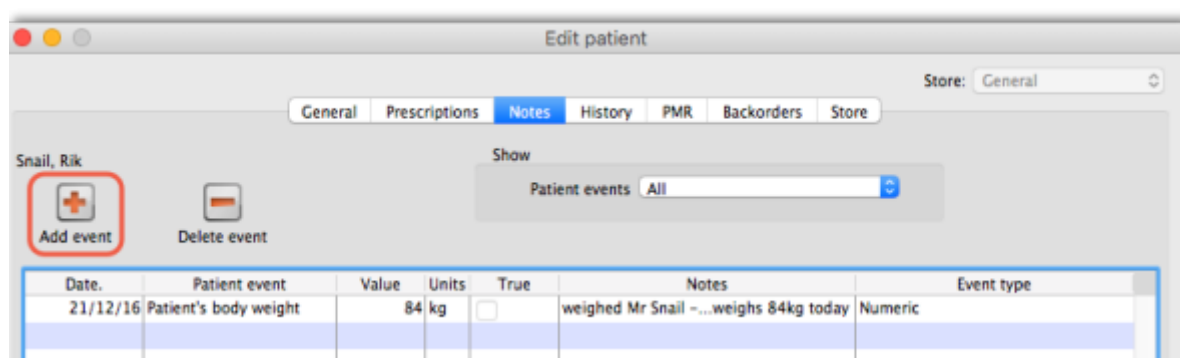 Edit patient
Store: General
General Prescriptions Notes History PMR Backorders Store
Snail, Rik
Show
Patient events All
Add event Delete event
Date. Patient event Value Units True Notes Event type
21/12/16 Patient's body weight 84 kg weighed Mr Snail -...weighs 84kg today Numeric